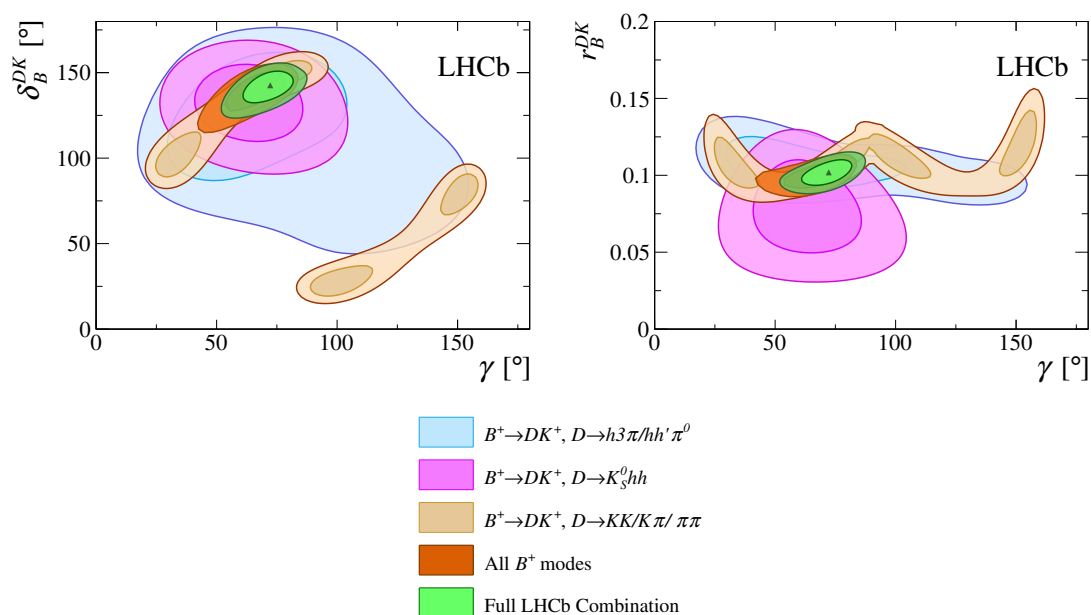 δ_B^{DK} [°]
LHCb
150
100
50
0
0 50 100 150
γ [°]
r_B^{DK}
LHCb
0.2
0.15
0.1
0.05
0
0 50 100 150
γ [°]
B⁺→DK⁺, D→h3π/hh'π⁰
B⁺→DK⁺, D→K_S^0hh
B⁺→DK⁺, D→KK/Kπ/ππ
All B⁺ modes
Full LHCb Combination